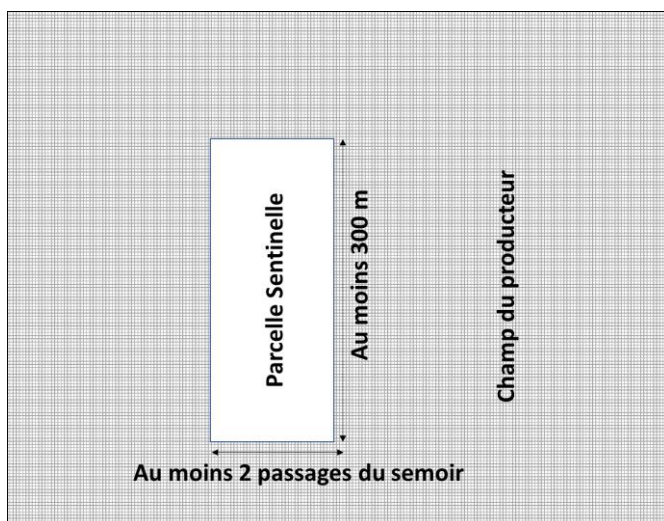 Parcelle Sentinelle
Au moins 300 m
Champ du producteur
Au moins 2 passages du semoir